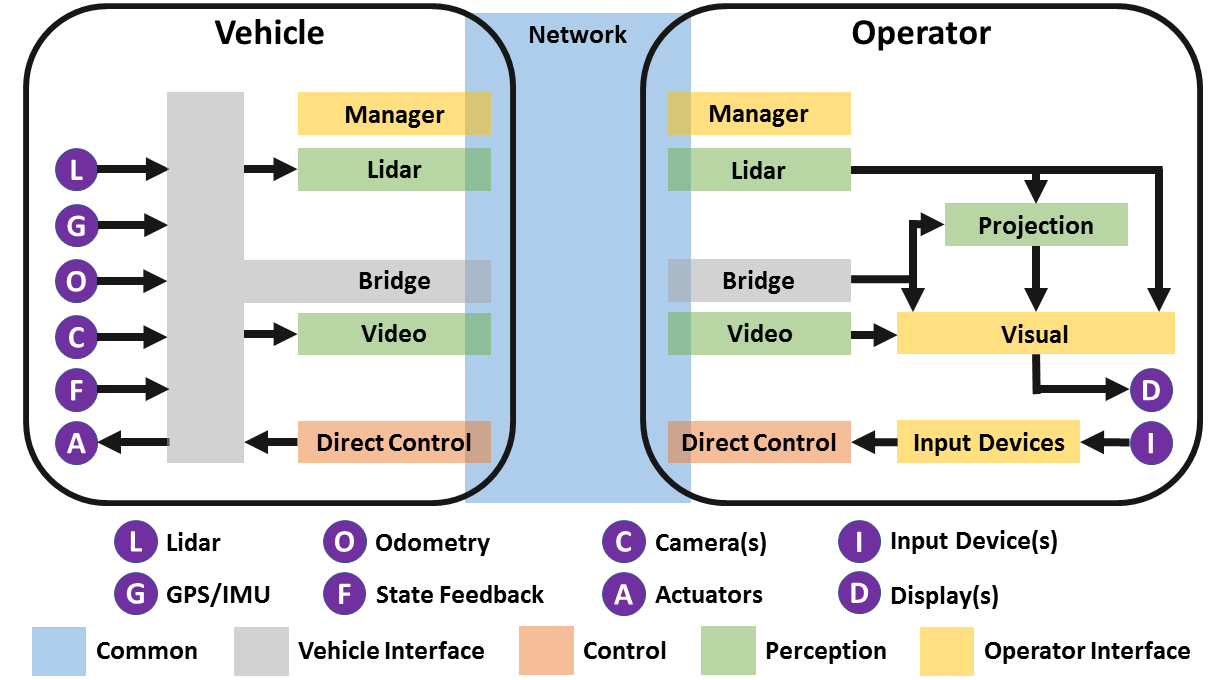 Vehicle
Network
Operator
Manager
Manager
L
Lidar
Lidar
G
Projection
O
Bridge
Bridge
C
Video
Video
Visual
F
D
A
Direct Control
Direct Control
Input Devices
I
L Lidar
O Odometry
C Camera(s)
I Input Device(s)
G GPS/IMU
F State Feedback
A Actuators
D Display(s)
Common
Vehicle Interface
Control
Perception
Operator Interface